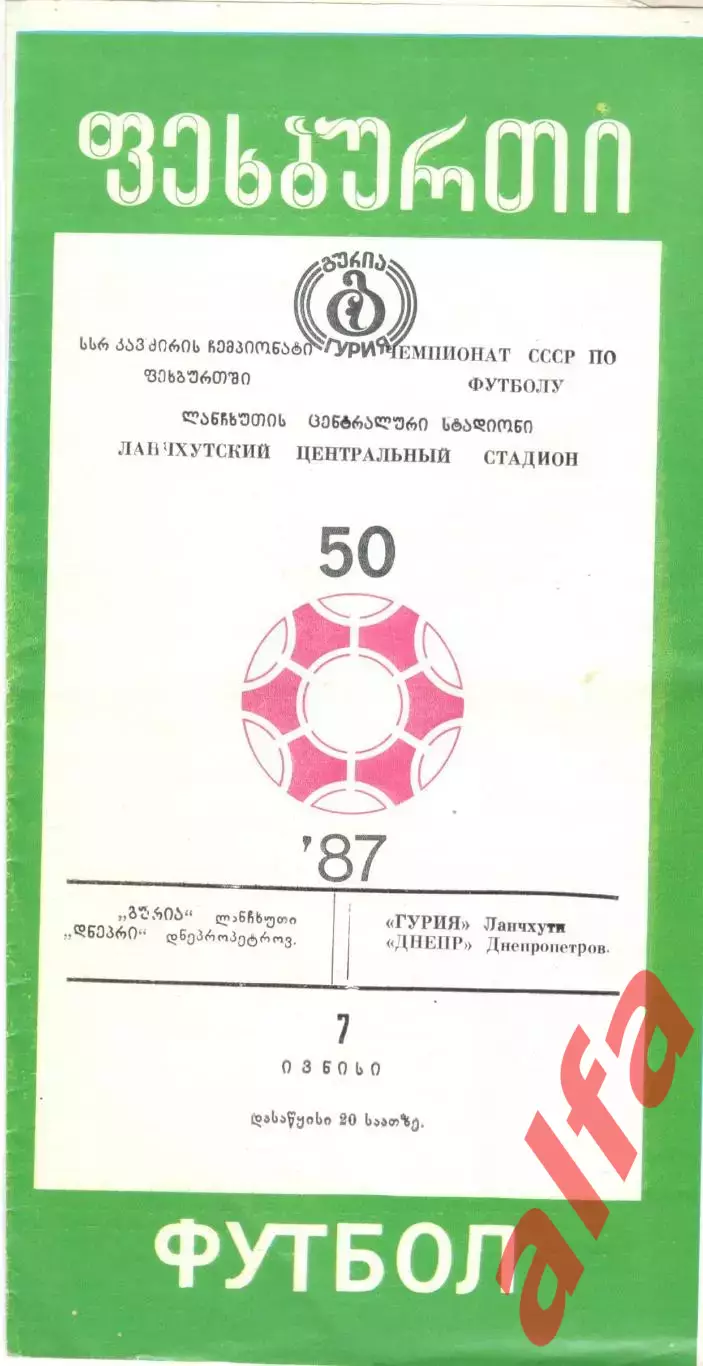 ფეხბურთი
გურია
ГУРИЯ
სსრ კავშირის ჩემპიონატი
ფეხბურთში
ЧЕМПИОНАТ СССР ПО
ФУТБОЛУ
ლანჩხუთის ცენტრალური სტადიონი
ЛАНЧХУТСКИЙ ЦЕНТРАЛЬНЫЙ СТАДИОН
50
'87
„გურია“ ლანჩხუთი
„დნეპრი“ დნეპროპეტროვ.
«ГУРИЯ» Ланчхути
«ДНЕПР» Днепропетров.
7
ივნისი
დასაწყისი 20 საათზე.
ФУТБОЛ
alfa